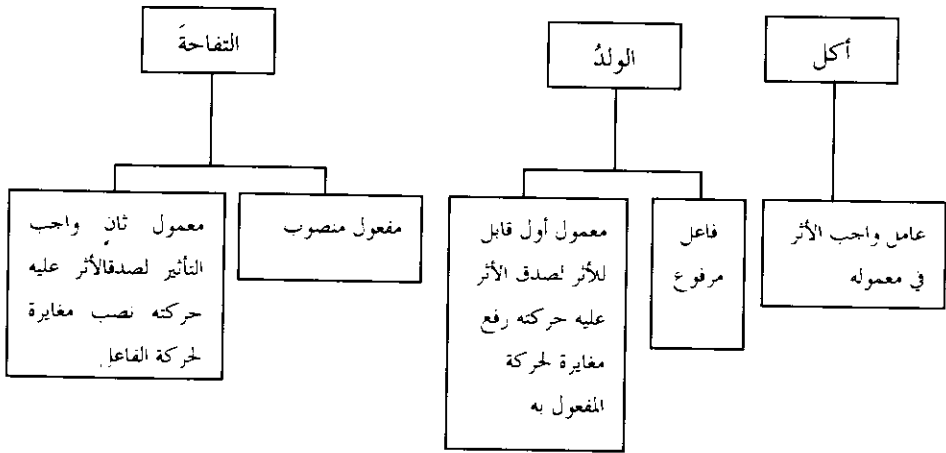 أكل
الولدُ
التفاحةَ
عامل واجب الأثر
في معموله
فاعل
مرفوع
معمول أول قابل
للأثر لصدق الأثر
عليه حركته رفع
مغايرة لحركة
المفعول به
مفعول منصوب
معمول ثانٍ واجب
التأثير لصدقالأثر عليه
حركته نصب مغايرة
لحركة الفاعل